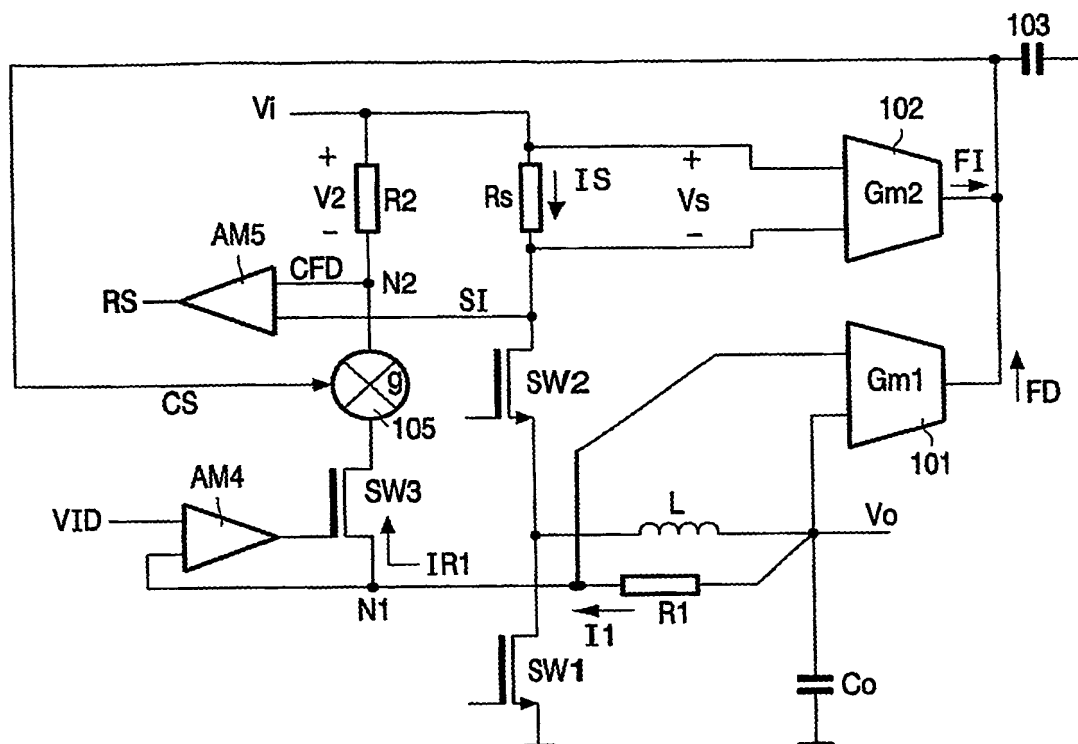 103
Vi
102
+
V2
−
R2
Rs
IS
+
Vs
−
Gm2
FI
AM5
CFD
N2
RS
SI
SW2
g
CS
105
Gm1
FD
101
AM4
SW3
VID
IR1
L
Vo
N1
R1
I1
SW1
Co